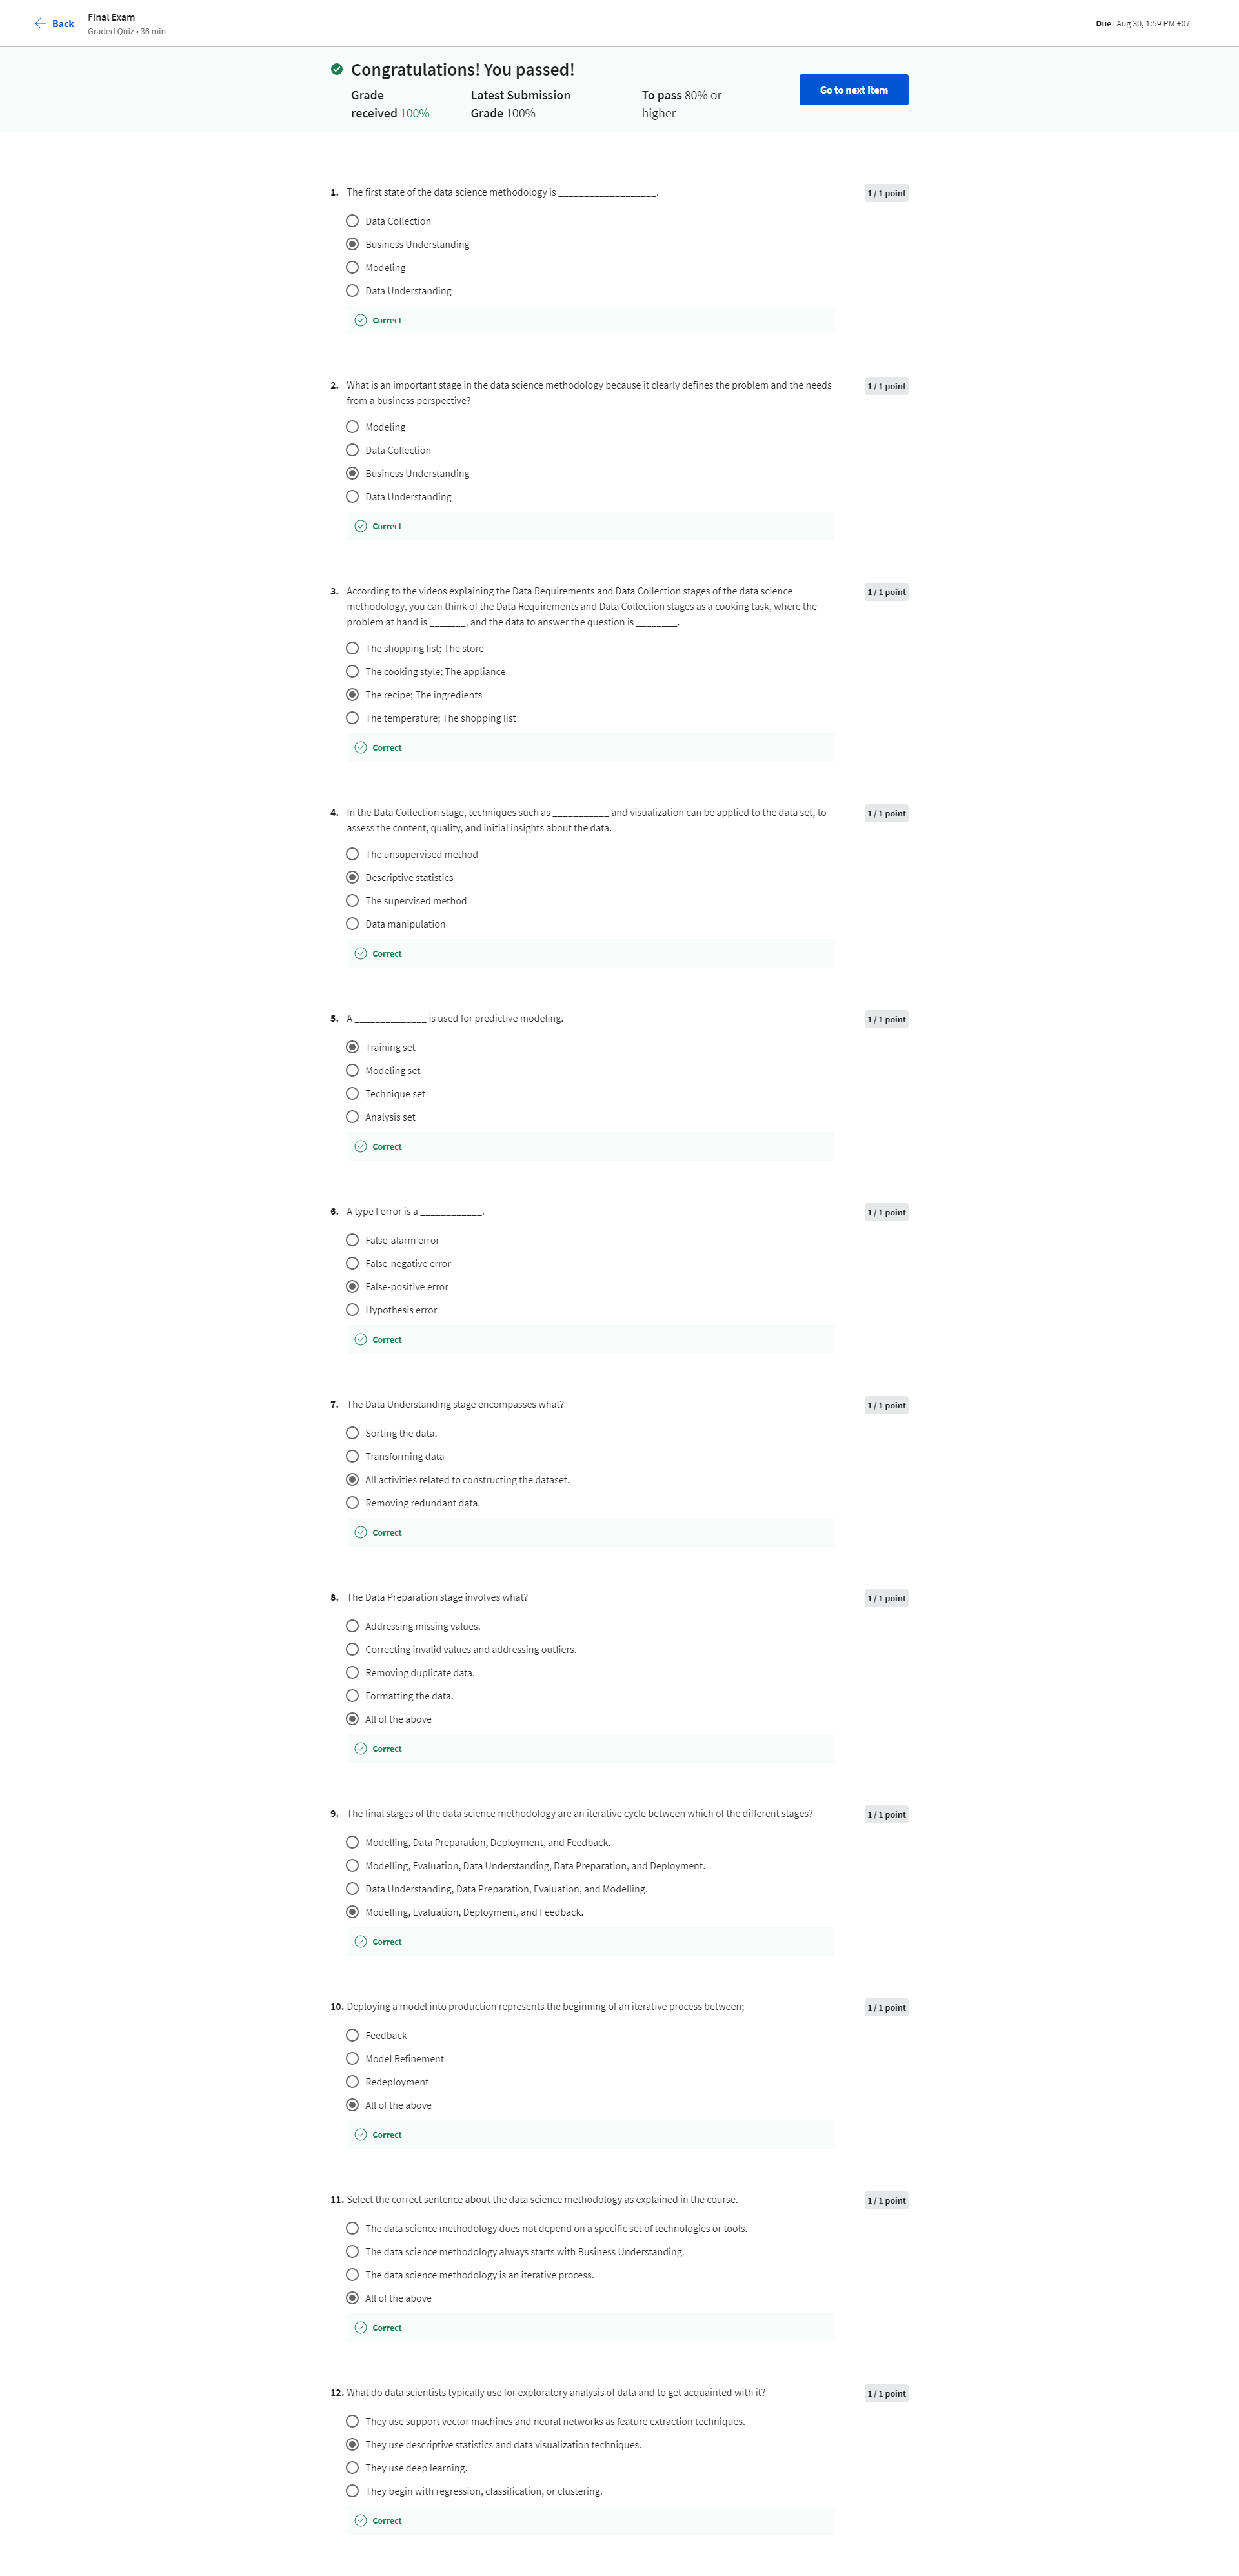 Back
Final Exam
Graded Quiz • 36 min
Due Aug 30, 1:59 PM +07
Congratulations! You passed!
Grade received 100%
Latest Submission Grade 100%
To pass 80% or higher
Go to next item
1. The first state of the data science methodology is ___________________.
1 / 1 point
Data Collection
Business Understanding
Modeling
Data Understanding
Correct
2. What is an important stage in the data science methodology because it clearly defines the problem and the needs
from a business perspective?
1 / 1 point
Modeling
Data Collection
Business Understanding
Data Understanding
Correct
3. According to the videos explaining the Data Requirements and Data Collection stages of the data science
methodology, you can think of the Data Requirements and Data Collection stages as a cooking task, where the
problem at hand is _______, and the data to answer the question is ________.
1 / 1 point
The shopping list; The store
The cooking style; The appliance
The recipe; The ingredients
The temperature; The shopping list
Correct
4. In the Data Collection stage, techniques such as ___________ and visualization can be applied to the data set, to
assess the content, quality, and initial insights about the data.
1 / 1 point
The unsupervised method
Descriptive statistics
The supervised method
Data manipulation
Correct
5. A ______________ is used for predictive modeling.
1 / 1 point
Training set
Modeling set
Technique set
Analysis set
Correct
6. A type I error is a ____________.
1 / 1 point
False-alarm error
False-negative error
False-positive error
Hypothesis error
Correct
7. The Data Understanding stage encompasses what?
1 / 1 point
Sorting the data.
Transforming data
All activities related to constructing the dataset.
Removing redundant data.
Correct
8. The Data Preparation stage involves what?
1 / 1 point
Addressing missing values.
Correcting invalid values and addressing outliers.
Removing duplicate data.
Formatting the data.
All of the above
Correct
9. The final stages of the data science methodology are an iterative cycle between which of the different stages?
1 / 1 point
Modelling, Data Preparation, Deployment, and Feedback.
Modelling, Evaluation, Data Understanding, Data Preparation, and Deployment.
Data Understanding, Data Preparation, Evaluation, and Modelling.
Modelling, Evaluation, Deployment, and Feedback.
Correct
10. Deploying a model into production represents the beginning of an iterative process between;
1 / 1 point
Feedback
Model Refinement
Redeployment
All of the above
Correct
11. Select the correct sentence about the data science methodology as explained in the course.
1 / 1 point
The data science methodology does not depend on a specific set of technologies or tools.
The data science methodology always starts with Business Understanding.
The data science methodology is an iterative process.
All of the above
Correct
12. What do data scientists typically use for exploratory analysis of data and to get acquainted with it?
1 / 1 point
They use support vector machines and neural networks as feature extraction techniques.
They use descriptive statistics and data visualization techniques.
They use deep learning.
They begin with regression, classification, or clustering.
Correct